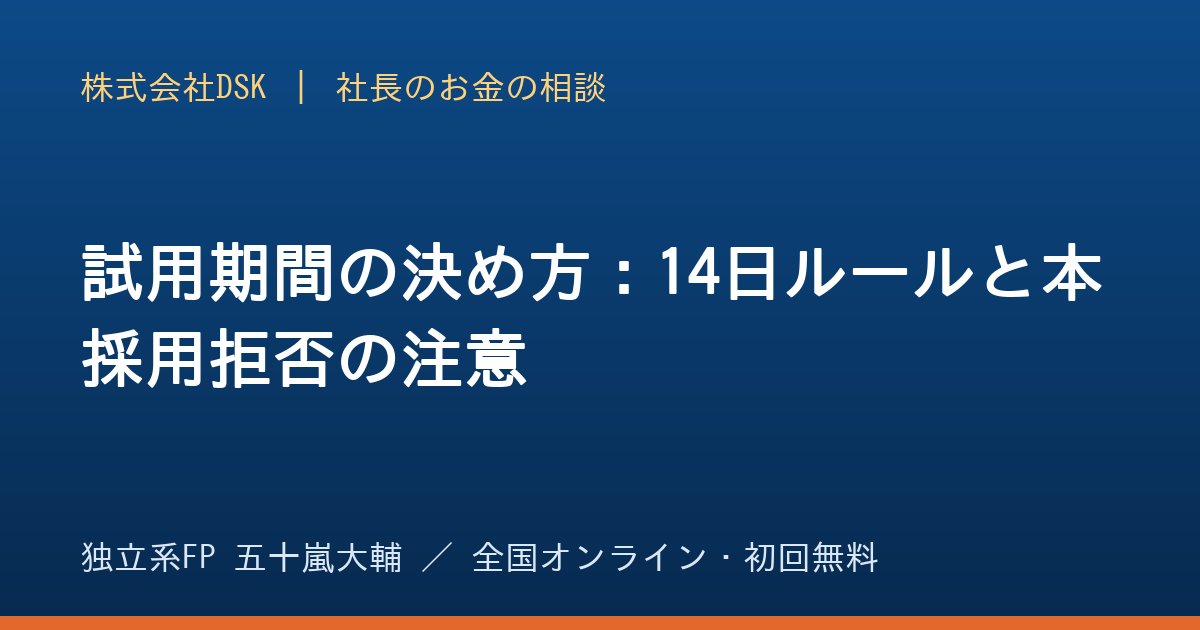 株式会社DSK ｜ 社長のお金の相談
試用期間の決め方：14日ルールと本
採用拒否の注意
独立系FP 五十嵐大輔 ／ 全国オンライン・初回無料